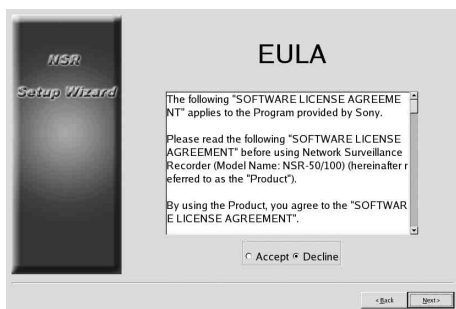 NSR
Setup Wizard
EULA
The following "SOFTWARE LICENSE AGREEME
NT" applies to the Program provided by Sony.
Please read the following "SOFTWARE LICENSE
AGREEMENT" before using Network Surveillance
Recorder (Model Name: NSR-50/100) (hereinafter r
eferred to as the "Product").
By using the Product, you agree to the "SOFTWAR
E LICENSE AGREEMENT".
Accept Decline
< Back Next >